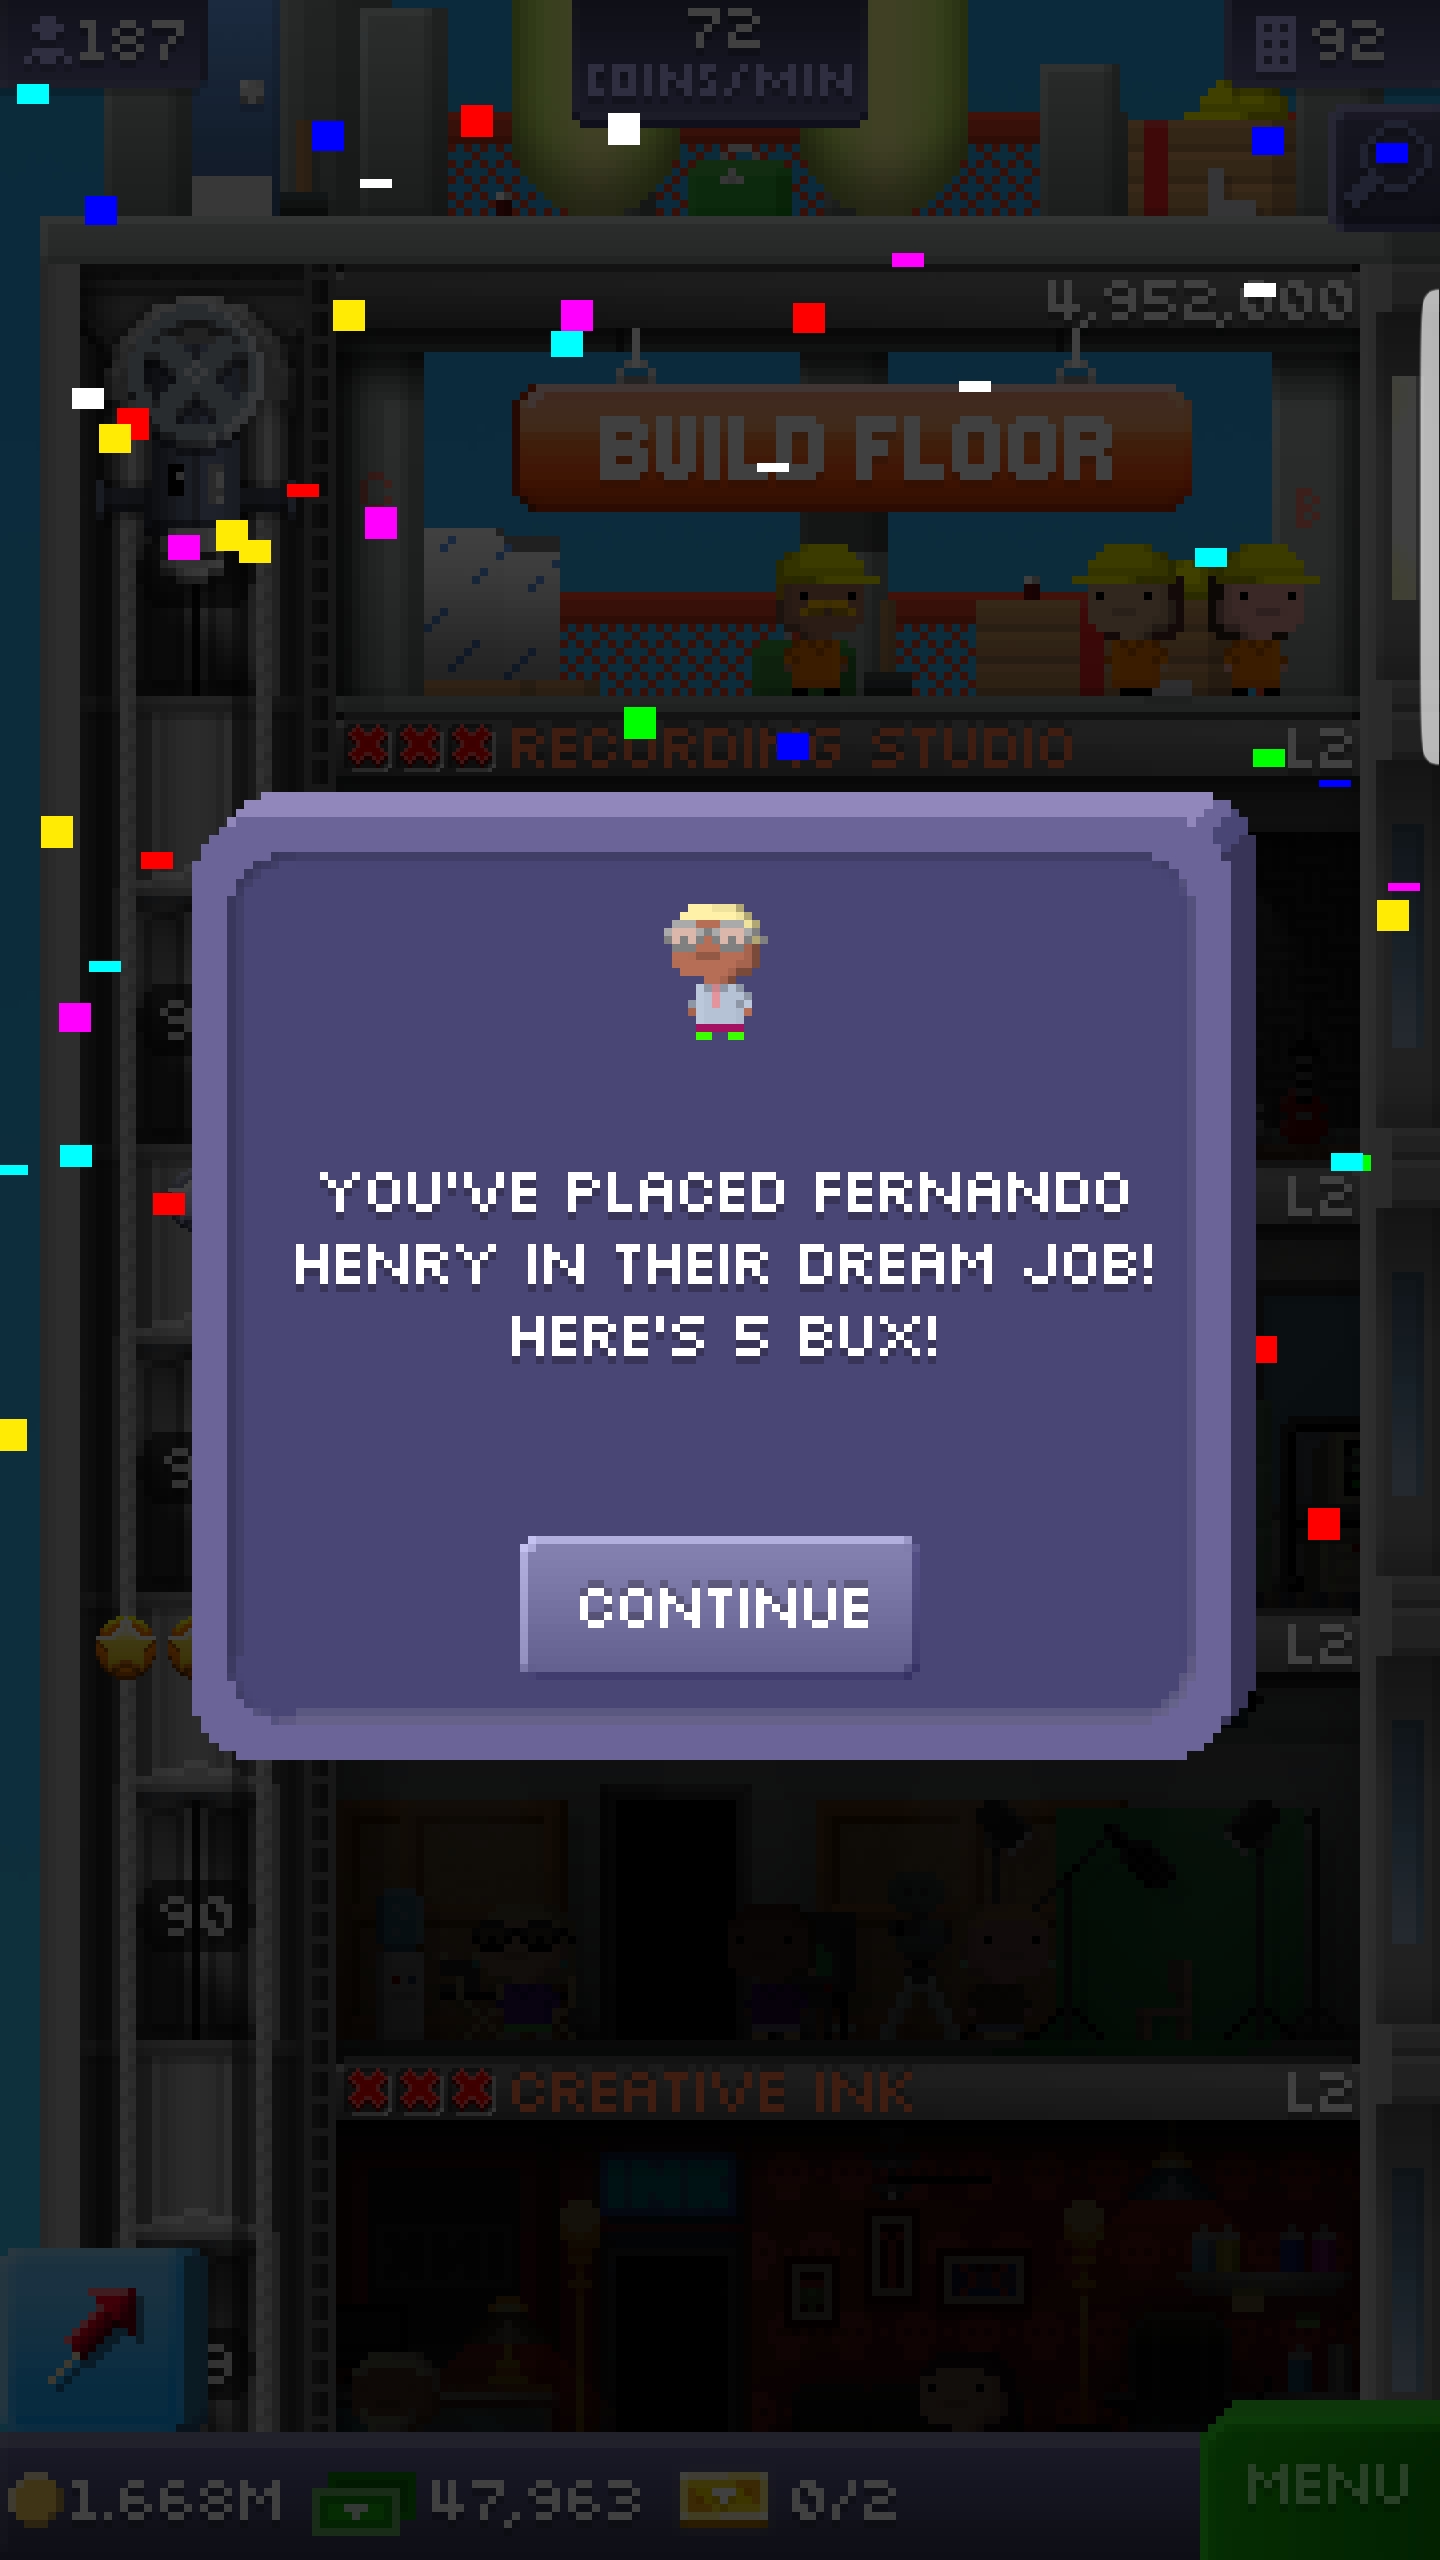 187
72
COINS/MIN
92
4,952,000
BUILD FLOOR
RECORDING STUDIO
L2
YOU'VE PLACED FERNANDO
HENRY IN THEIR DREAM JOB!
HERE'S 5 BUX!
L2
CONTINUE
L2
90
CREATIVE INK
L2
INK
1.668M
47,963
0/2
MENU